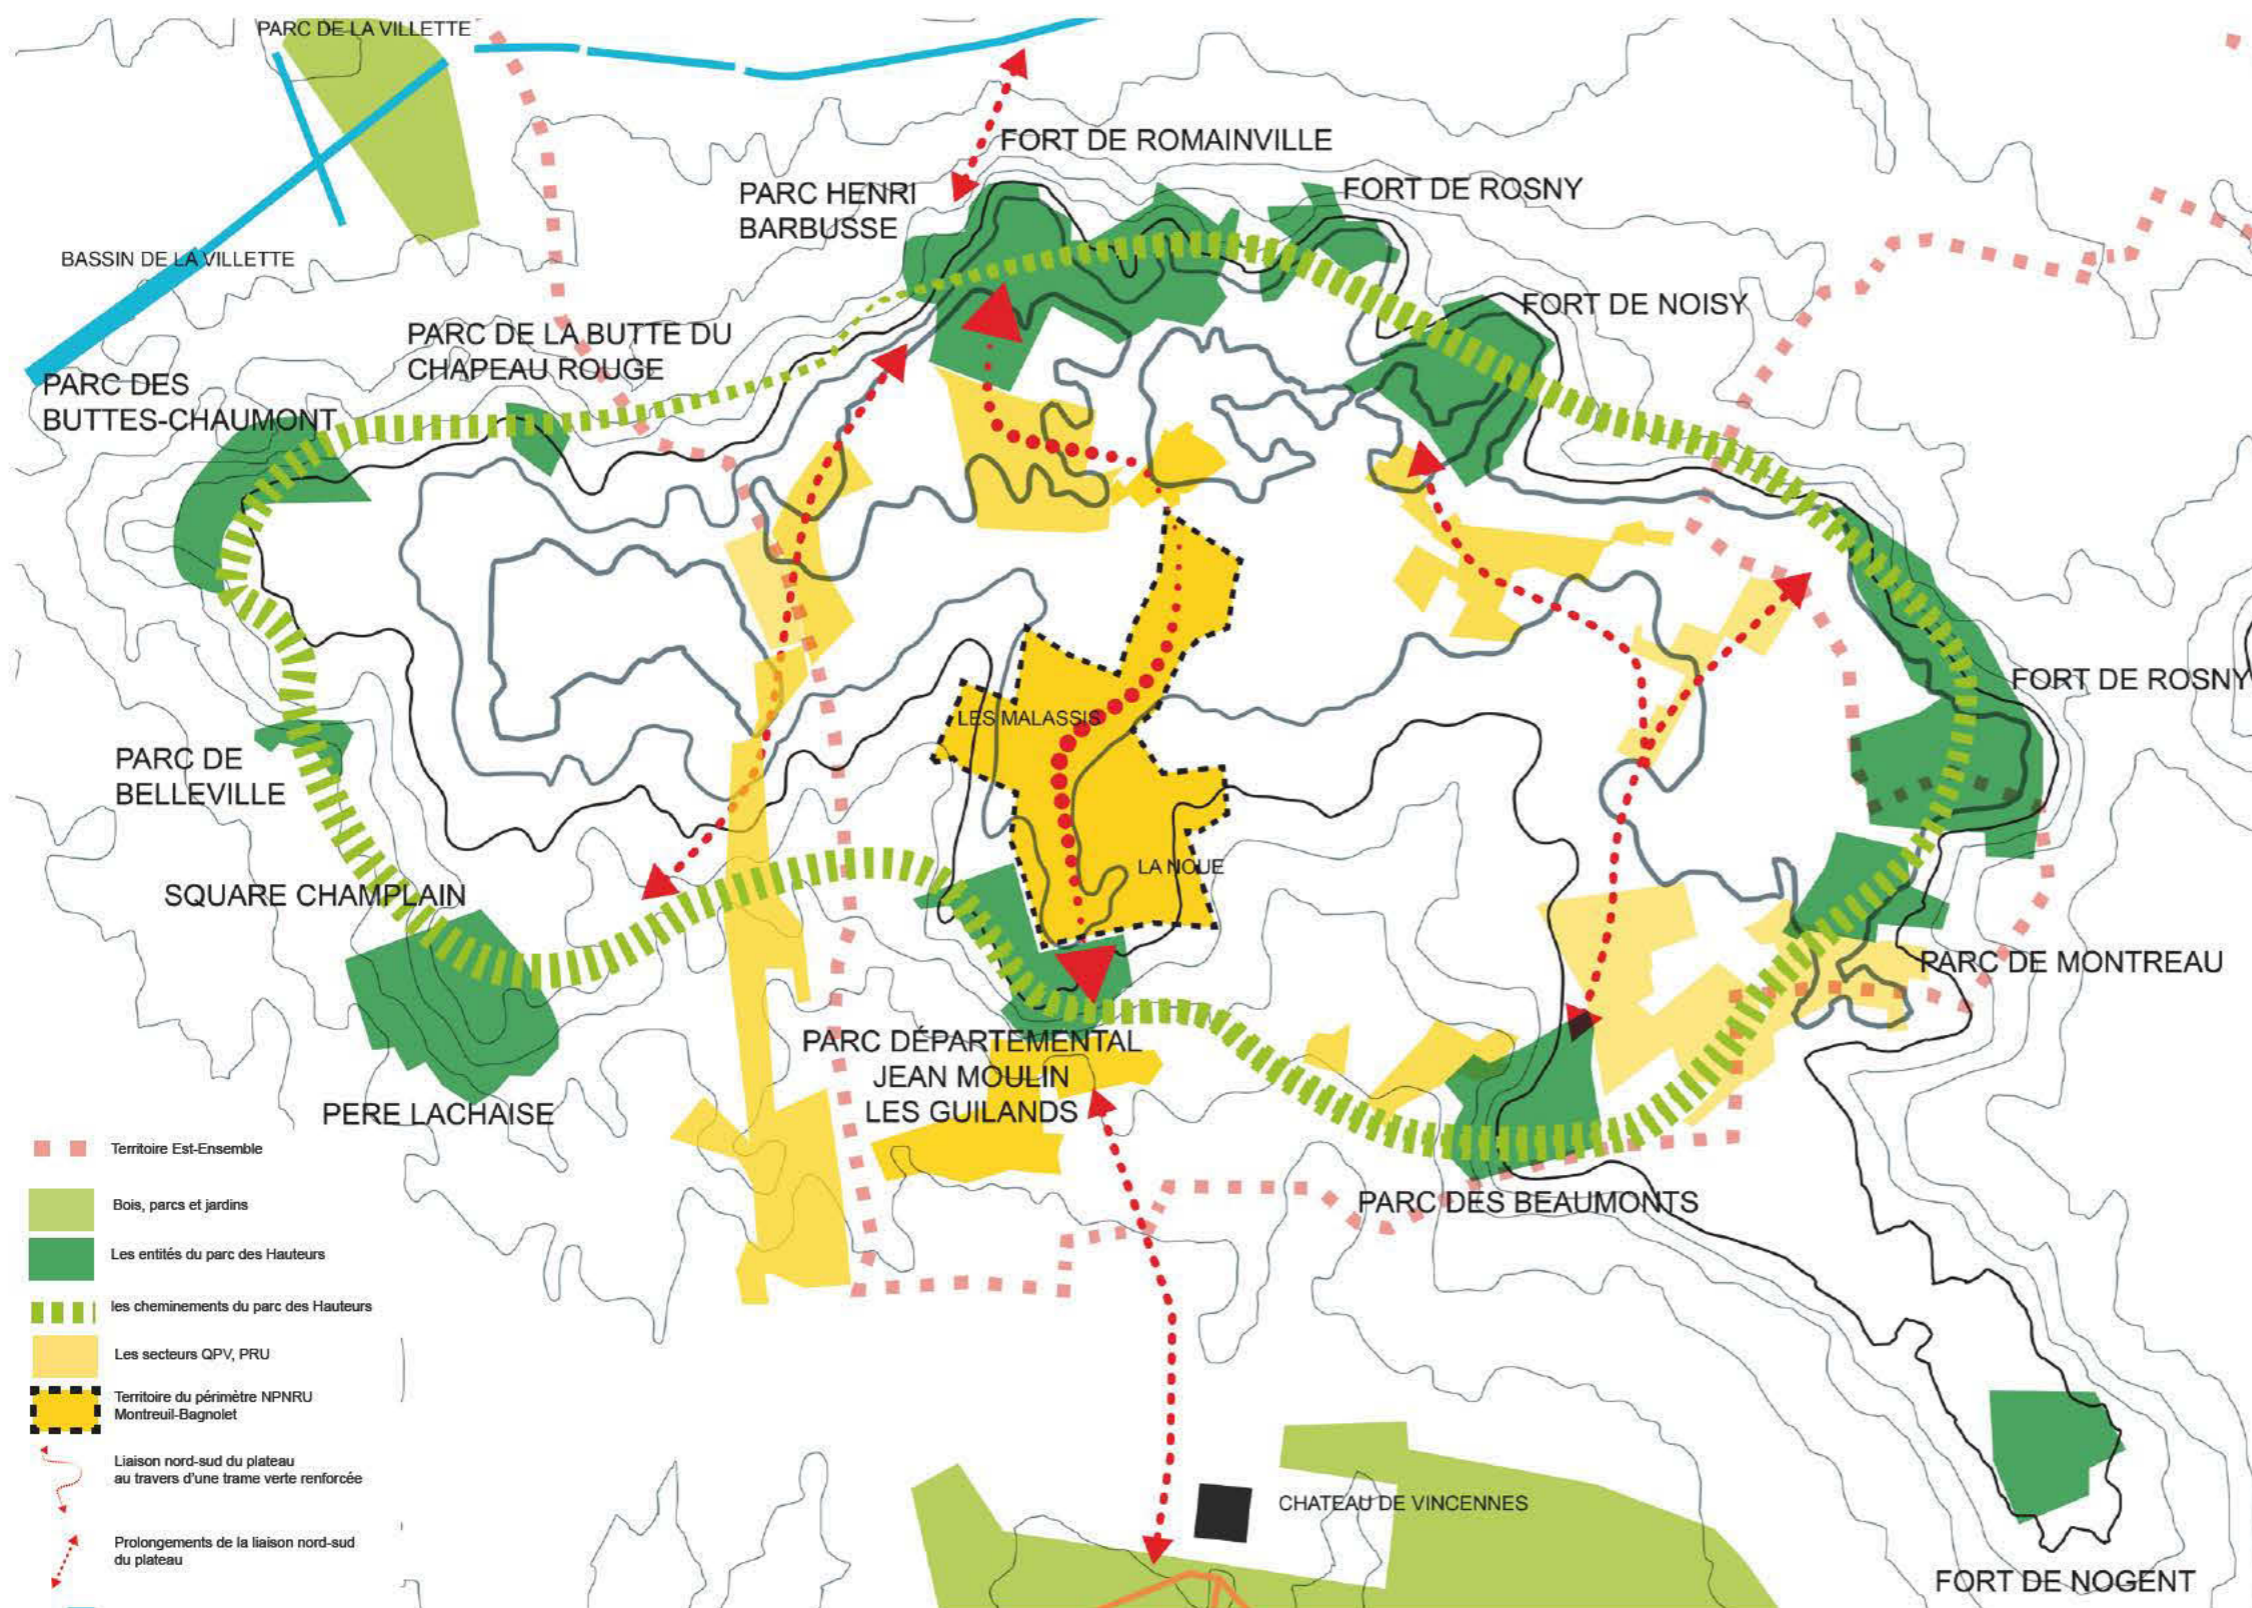 PARC DE LA VILLETTE
FORT DE ROMAINVILLE
PARC HENRI
BARBUSSE
FORT DE ROSNY
BASSIN DE LA VILLETTE
FORT DE NOISY
PARC DE LA BUTTE DU
CHAPEAU ROUGE
PARC DES
BUTTES-CHAUMONT
FORT DE ROSNY
LES MALASSIS
PARC DE
BELLEVILLE
LA NOUE
SQUARE CHAMPLAIN
PARC DE MONTREAU
PARC DÉPARTEMENTAL
JEAN MOULIN
LES GUILANDS
PERE LACHAISE
PARC DES BEAUMONTS
CHATEAU DE VINCENNES
FORT DE NOGENT
Territoire Est-Ensemble
Bois, parcs et jardins
Les entités du parc des Hauteurs
les cheminements du parc des Hauteurs
Les secteurs QPV, PRU
Territoire du périmètre NPNRU
Montreuil-Bagnolet
Liaison nord-sud du plateau
au travers d'une trame verte renforcée
Prolongements de la liaison nord-sud
du plateau